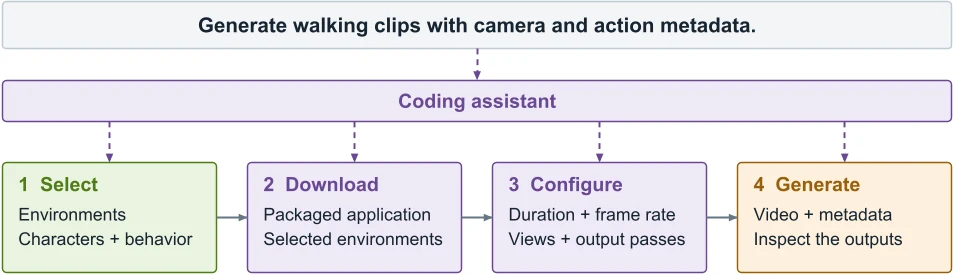 Generate walking clips with camera and action metadata.
Coding assistant
1 Select
Environments
Characters + behavior
2 Download
Packaged application
Selected environments
3 Configure
Duration + frame rate
Views + output passes
4 Generate
Video + metadata
Inspect the outputs